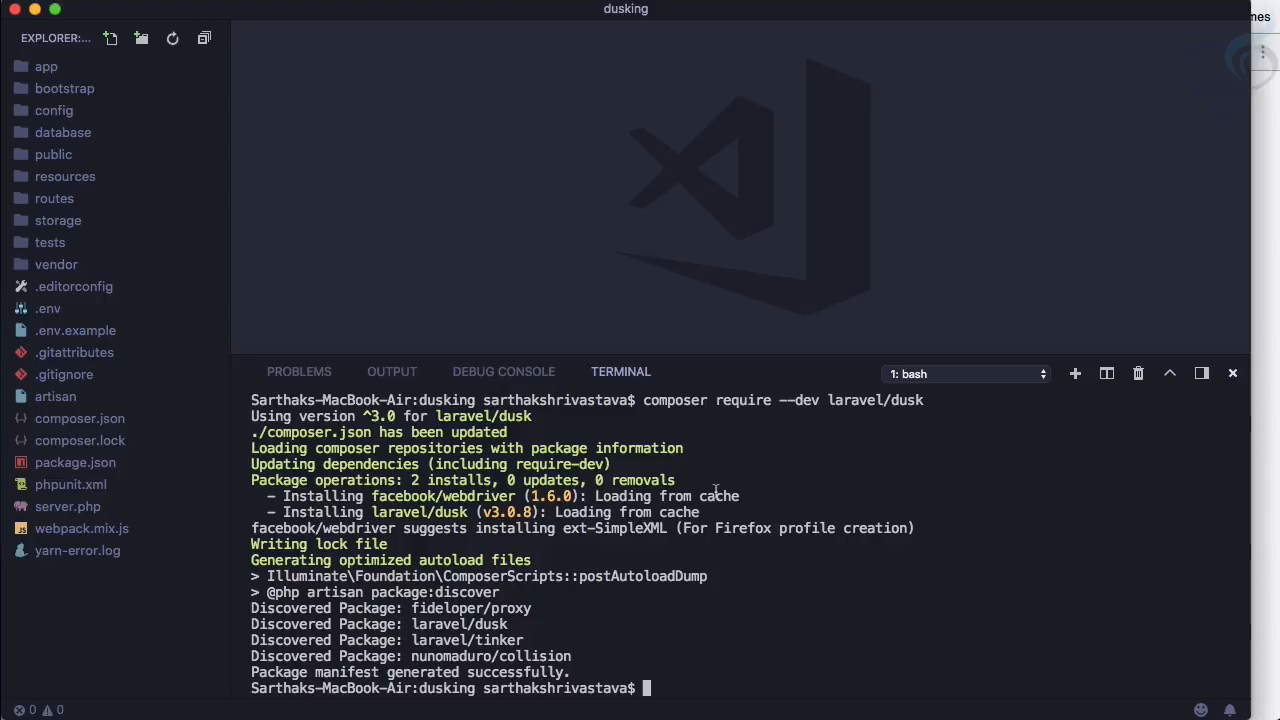 dusking
mes
EXPLORER:...
app
bootstrap
config
database
public
resources
routes
storage
tests
vendor
.editorconfig
.env
.env.example
.gitattributes
.gitignore
artisan
composer.json
composer.lock
package.json
phpunit.xml
server.php
webpack.mix.js
yarn-error.log
PROBLEMS OUTPUT DEBUG CONSOLE TERMINAL 1: bash
Sarthaks-MacBook-Air:dusking sarthakshrivastava$ composer require --dev laravel/dusk
Using version ^3.0 for laravel/dusk
./composer.json has been updated
Loading composer repositories with package information
Updating dependencies (including require-dev)
Package operations: 2 installs, 0 updates, 0 removals
- Installing facebook/webdriver (1.6.0): Loading from cache
- Installing laravel/dusk (v3.0.8): Loading from cache
facebook/webdriver suggests installing ext-SimpleXML (For Firefox profile creation)
Writing lock file
Generating optimized autoload files
> Illuminate\Foundation\ComposerScripts::postAutoloadDump
> @php artisan package:discover
Discovered Package: fideloper/proxy
Discovered Package: laravel/dusk
Discovered Package: laravel/tinker
Discovered Package: nunomaduro/collision
Package manifest generated successfully.
Sarthaks-MacBook-Air:dusking sarthakshrivastava$
0 0